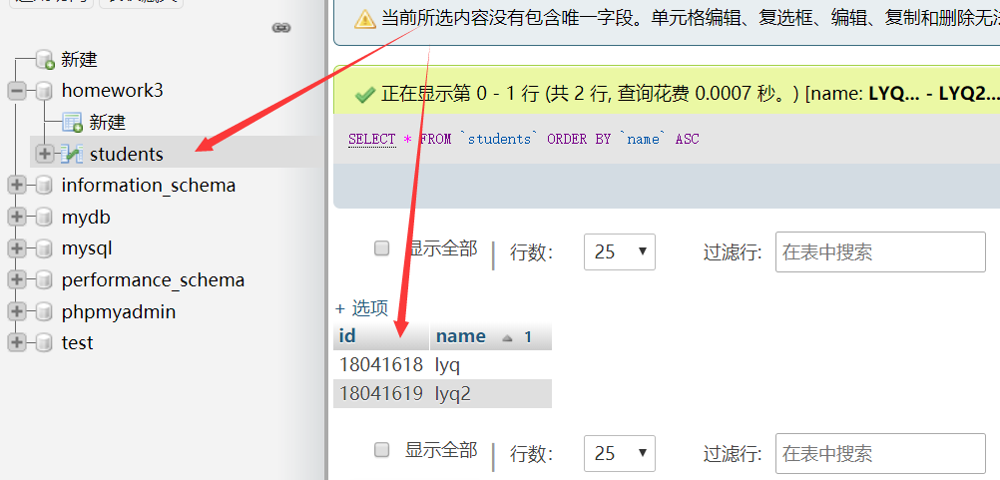 新建
homework3
新建
students
information_schema
mydb
mysql
performance_schema
phpmyadmin
test
当前所选内容没有包含唯一字段。单元格编辑、复选框、编辑、复制和删除无法
正在显示第 0 - 1 行 (共 2 行, 查询花费 0.0007 秒。) [name: LYQ... - LYQ2...
SELECT * FROM `students` ORDER BY `name` ASC
显示全部 行数： 25 过滤行: 在表中搜索
+ 选项
id name 1
18041618 lyq
18041619 lyq2
显示全部 行数： 25 过滤行: 在表中搜索